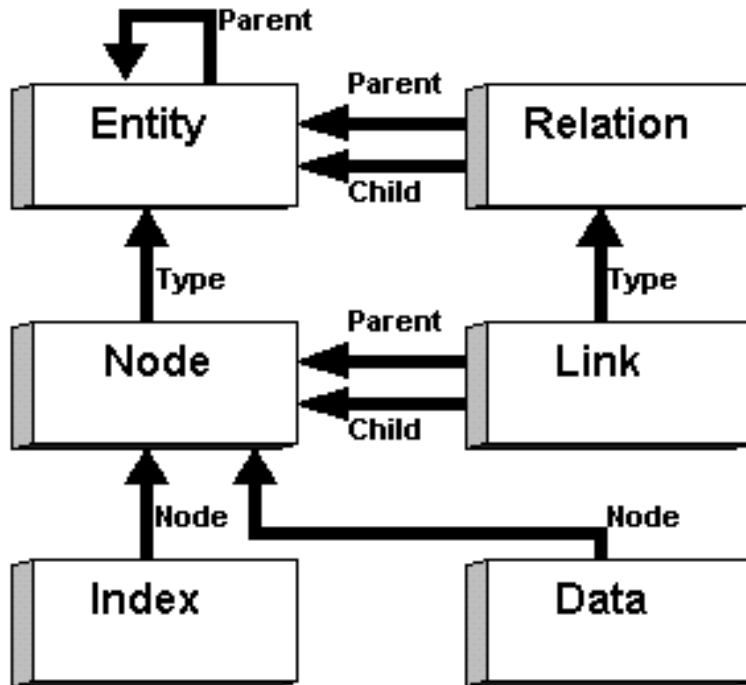 Parent
Entity
Parent
Relation
Child
Type
Type
Node
Parent
Link
Child
Node
Node
Index
Data